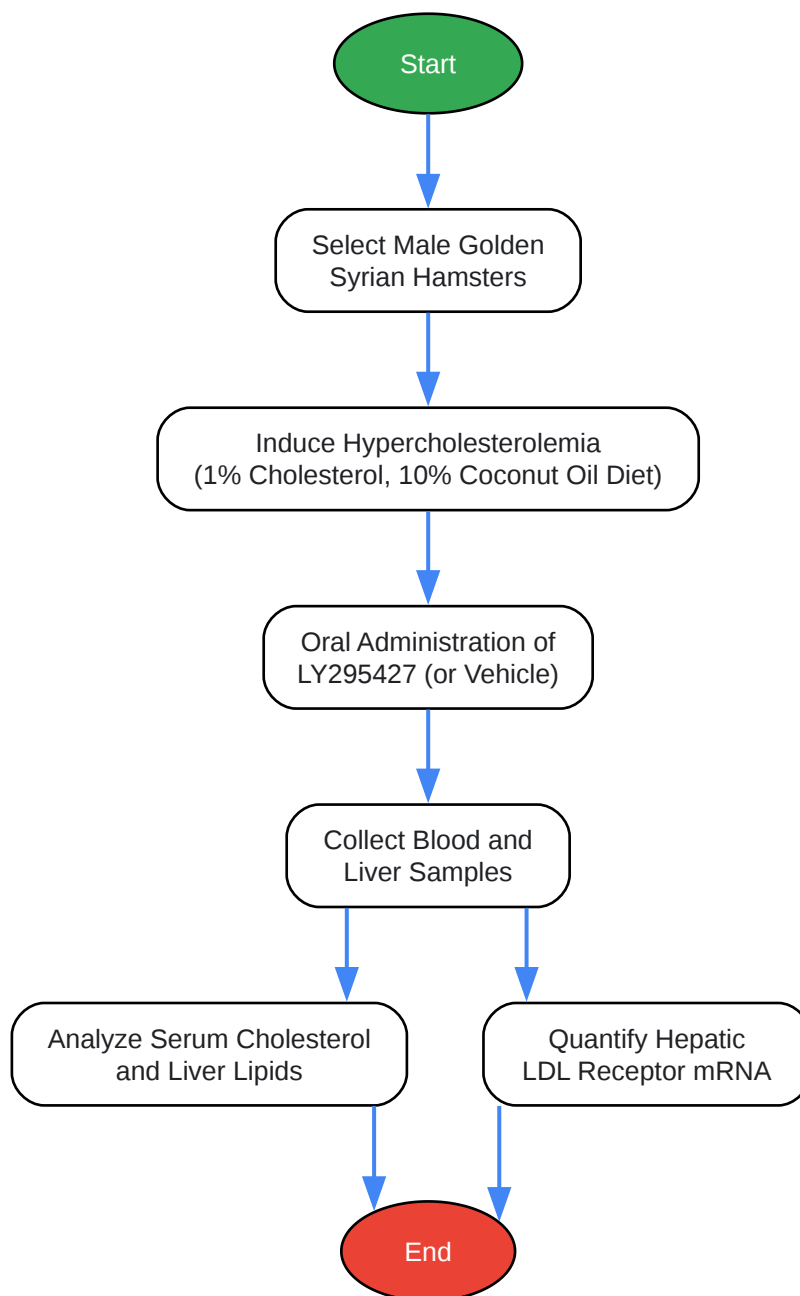 Start
Select Male Golden
Syrian Hamsters
Induce Hypercholesterolemia
(1% Cholesterol, 10% Coconut Oil Diet)
Oral Administration of
LY295427 (or Vehicle)
Collect Blood and
Liver Samples
Analyze Serum Cholesterol
and Liver Lipids
Quantify Hepatic
LDL Receptor mRNA
End